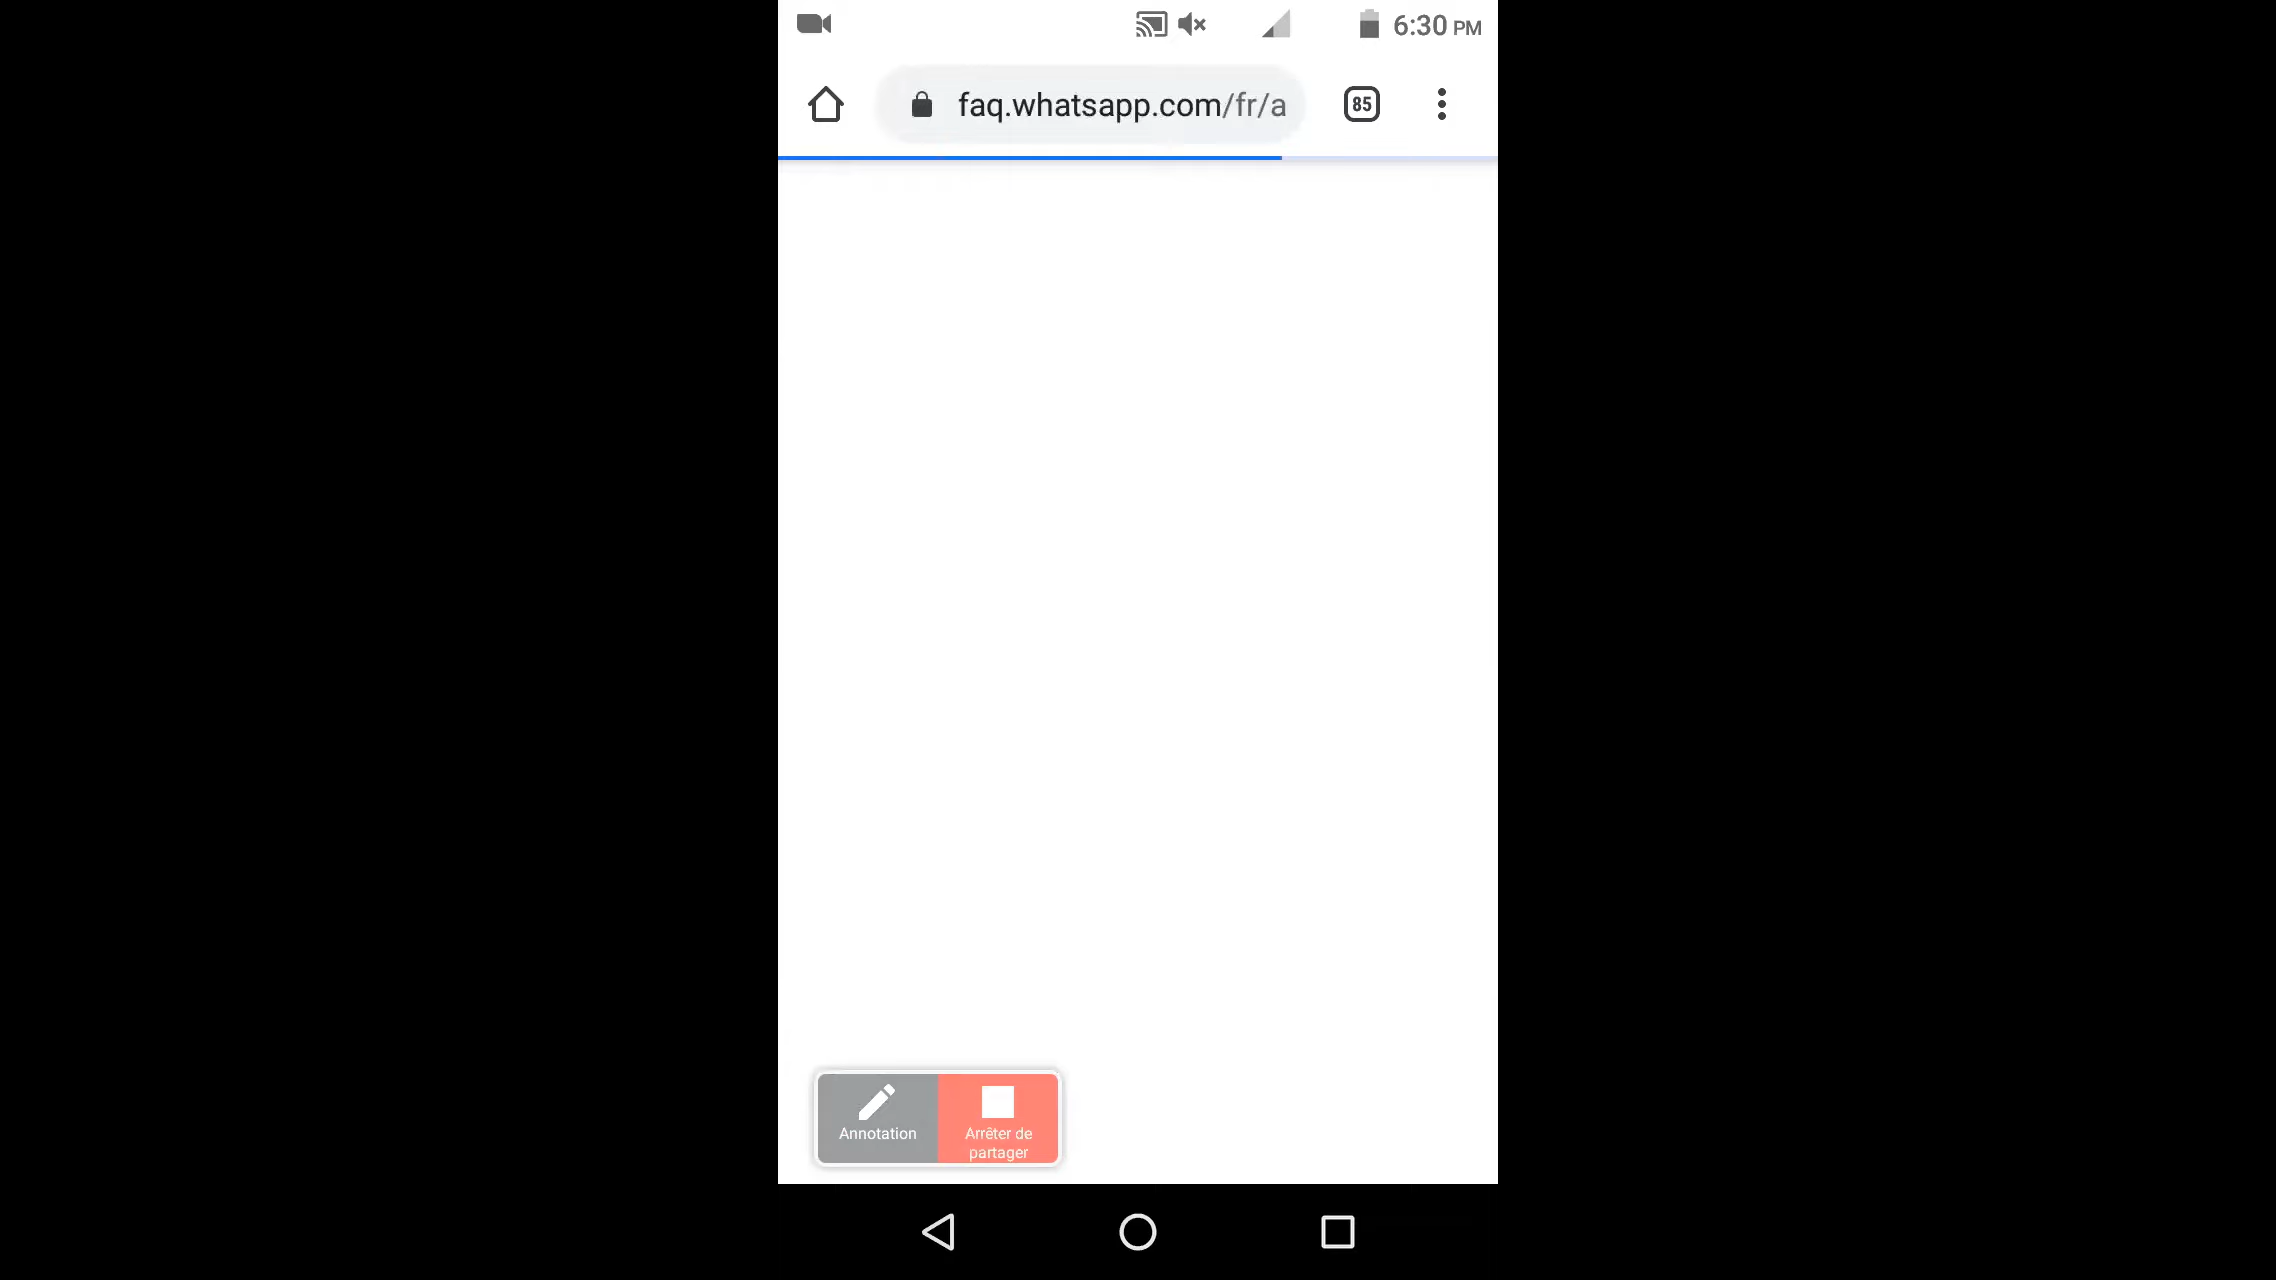 6:30 PM
faq.whatsapp.com/fr/a
85
Annotation
Arrêter de
partager